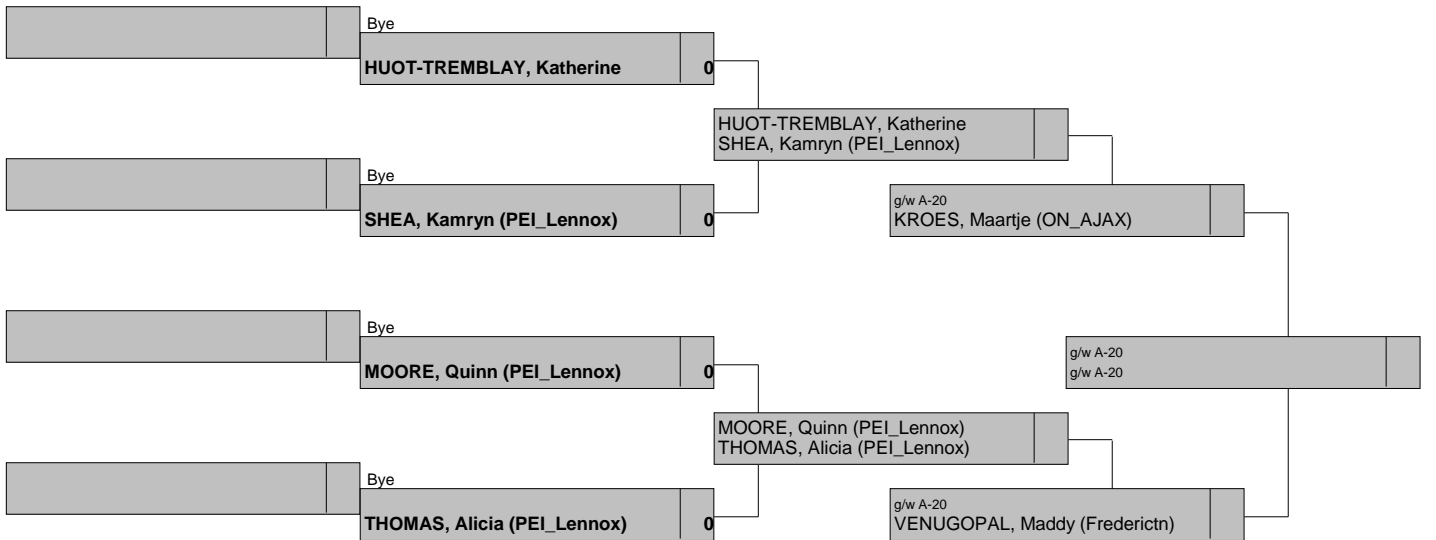 Bye
HUOT-TREMBLAY, Katherine 0
HUOT-TREMBLAY, Katherine
SHEA, Kamryn (PEI_Lennox)
Bye
SHEA, Kamryn (PEI_Lennox) 0
g/w A-20
KROES, Maartje (ON_AJAX)
Bye
MOORE, Quinn (PEI_Lennox) 0
g/w A-20
g/w A-20
MOORE, Quinn (PEI_Lennox)
THOMAS, Alicia (PEI_Lennox)
Bye
THOMAS, Alicia (PEI_Lennox) 0
g/w A-20
VENUGOPAL, Maddy (Frederictn)